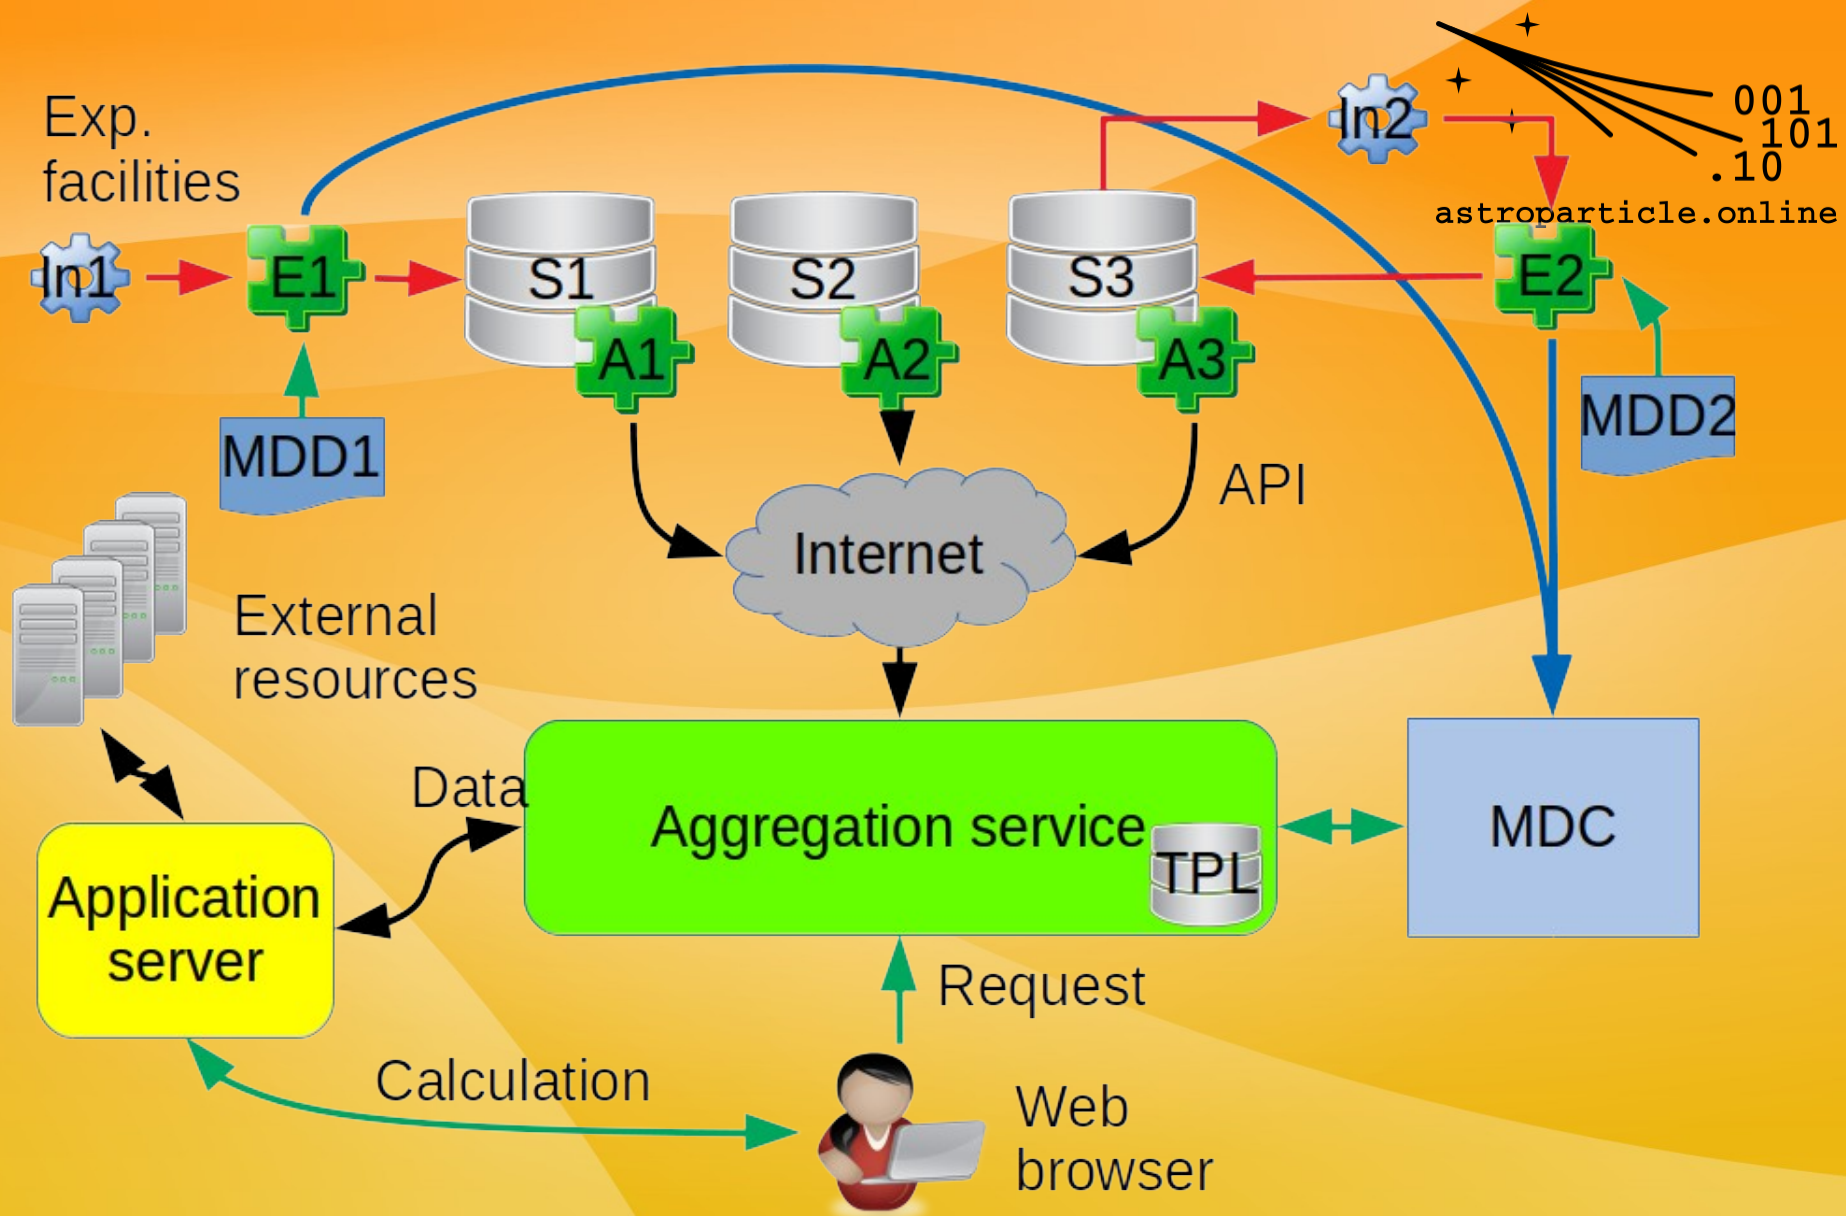 001
101
.10
astroparticle.online
Exp.
facilities
In1
E1
S1
S2
S3
In2
E2
A1
A2
A3
MDD1
MDD2
API
Internet
External
resources
Data
Aggregation service
TPL
MDC
Application
server
Request
Calculation
Web
browser